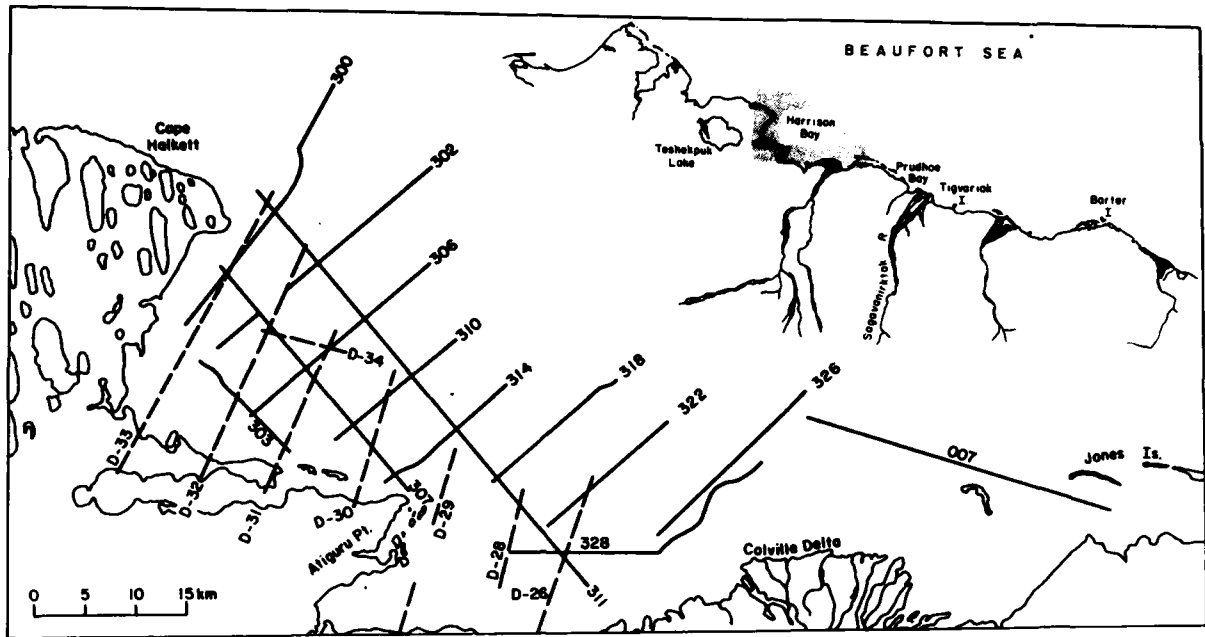 BEAUFORT SEA
300
Cape
Halkett
Harrison
Bay
Teshekpuk
Lake
302
Prudhoe
Bay
Tigvariak
I
Barter
I
306
Sagavanirktok R
310
D-34
314
318
326
322
303
D-33
007
Jones Is.
D-32
307
D-31
D-30
D-29
Atiguru Pt.
328
D-28
Colville Delta
D-26
311
0 5 10 15 km